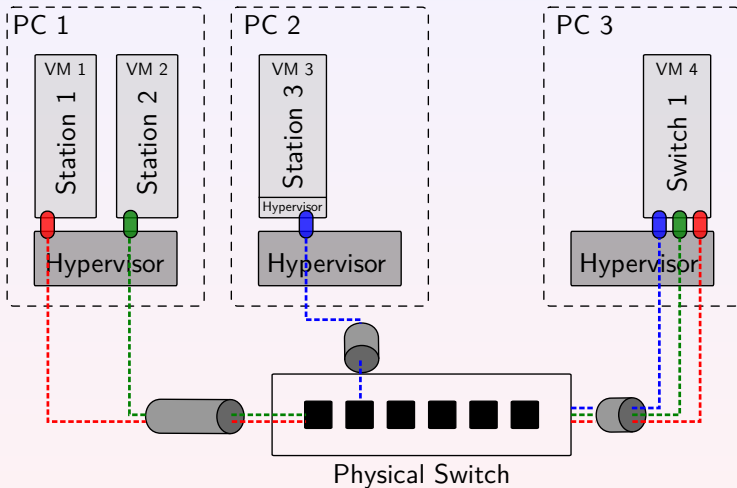 PC 1
PC 2
PC 3
VM 1
VM 2
VM 3
VM 4
Station 1
Station 2
Station 3
Switch 1
Hypervisor
Hypervisor
Hypervisor
Hypervisor
Physical Switch